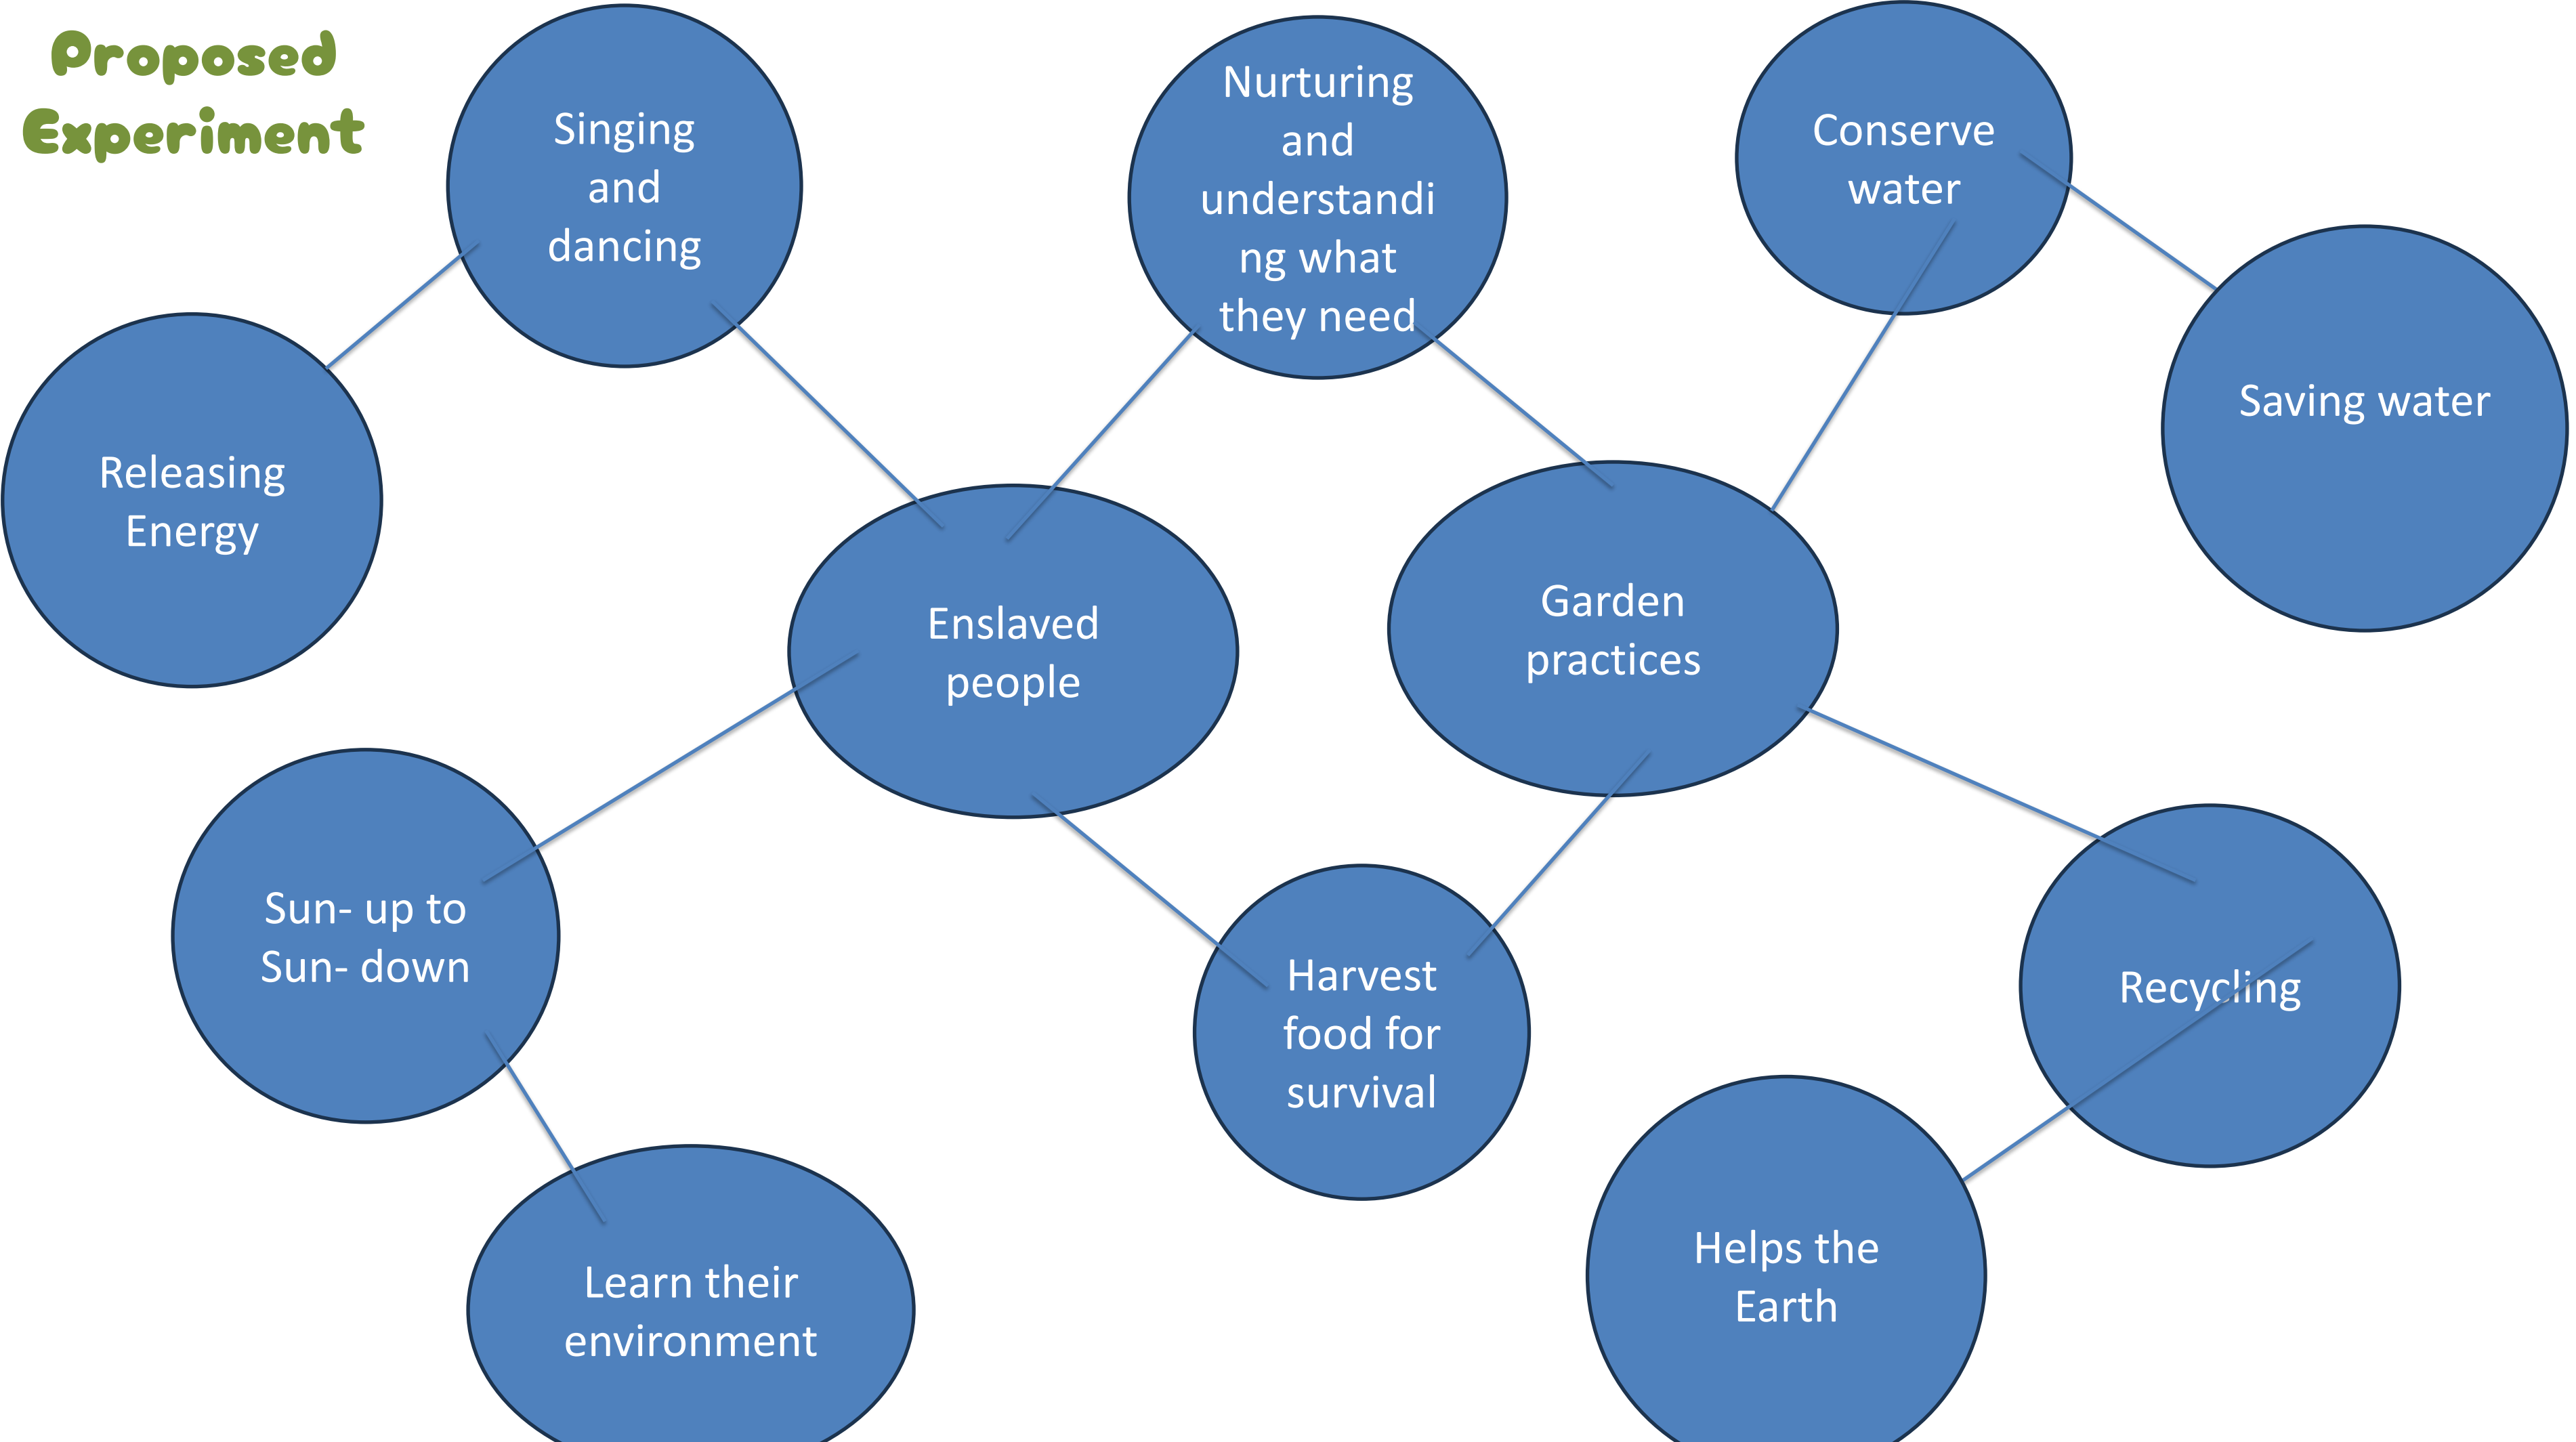 Proposed
Experiment
Singing
and
dancing
Nurturing
and
understandi
ng what
they need
Conserve
water
Saving water
Releasing
Energy
Enslaved
people
Garden
practices
Sun- up to
Sun- down
Harvest
food for
survival
Recycling
Learn their
environment
Helps the
Earth